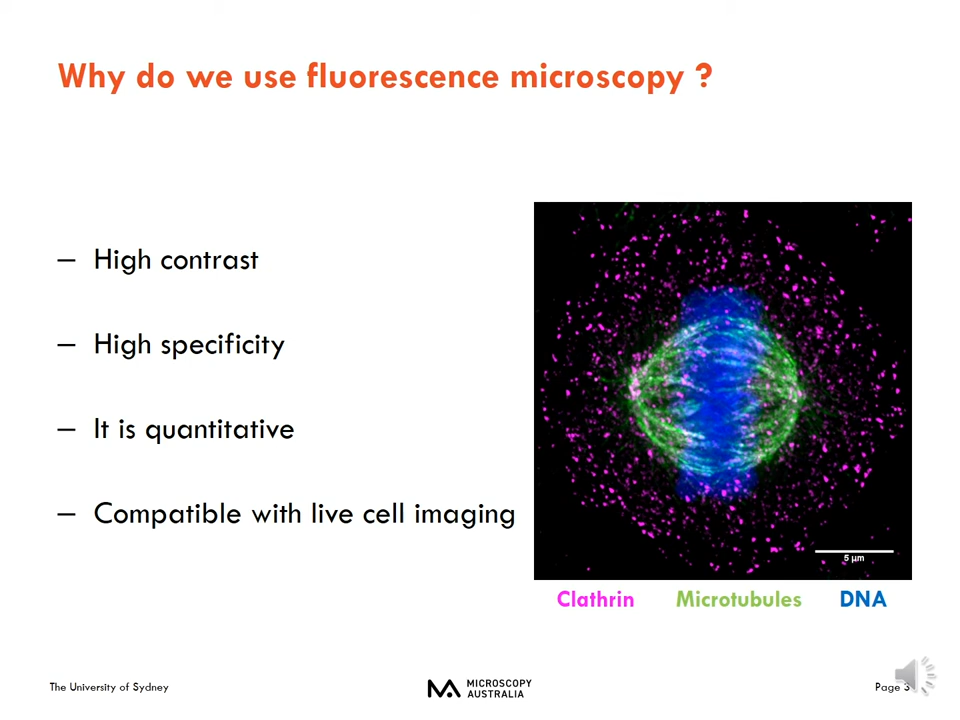 Why do we use fluorescence microscopy ?
– High contrast
– High specificity
– It is quantitative
– Compatible with live cell imaging
5 µm
Clathrin Microtubules DNA
The University of Sydney
MICROSCOPY
AUSTRALIA
Page 3